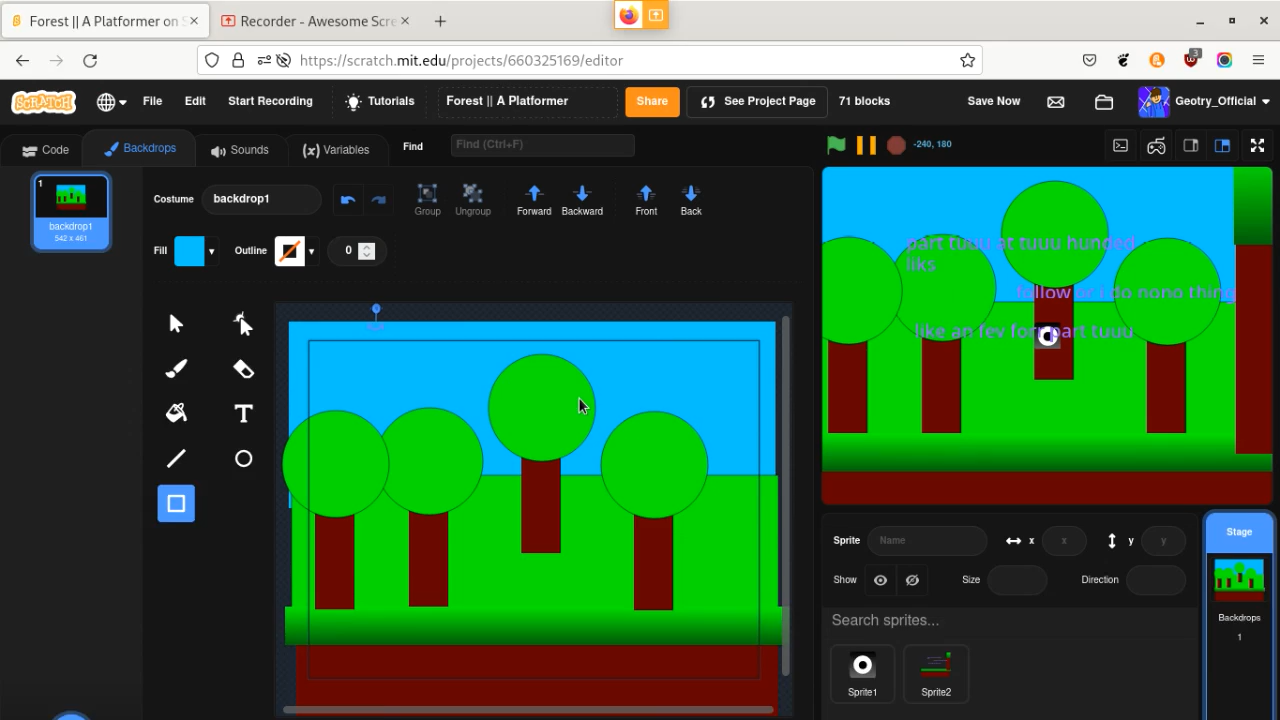 Forest || A Platformer on S
Recorder - Awesome Scre
https://scratch.mit.edu/projects/660325169/editor
3
SCRATCH
File
Edit
Start Recording
Tutorials
Forest || A Platformer
Share
See Project Page
71 blocks
Save Now
Geotry_Official
Code
Backdrops
Sounds
(x) Variables
Find
Find (Ctrl+F)
-240, 180
1
backdrop1
542 x 461
Costume
backdrop1
Group
Ungroup
Forward
Backward
Front
Back
Fill
Outline
0
T
part tuuu at tuuu hunded
liks
follow or i do nono thing
like an fev forr part tuuu
Sprite
Name
x
x
y
y
Show
Size
Direction
Stage
Backdrops
1
Search sprites...
Sprite1
Sprite2